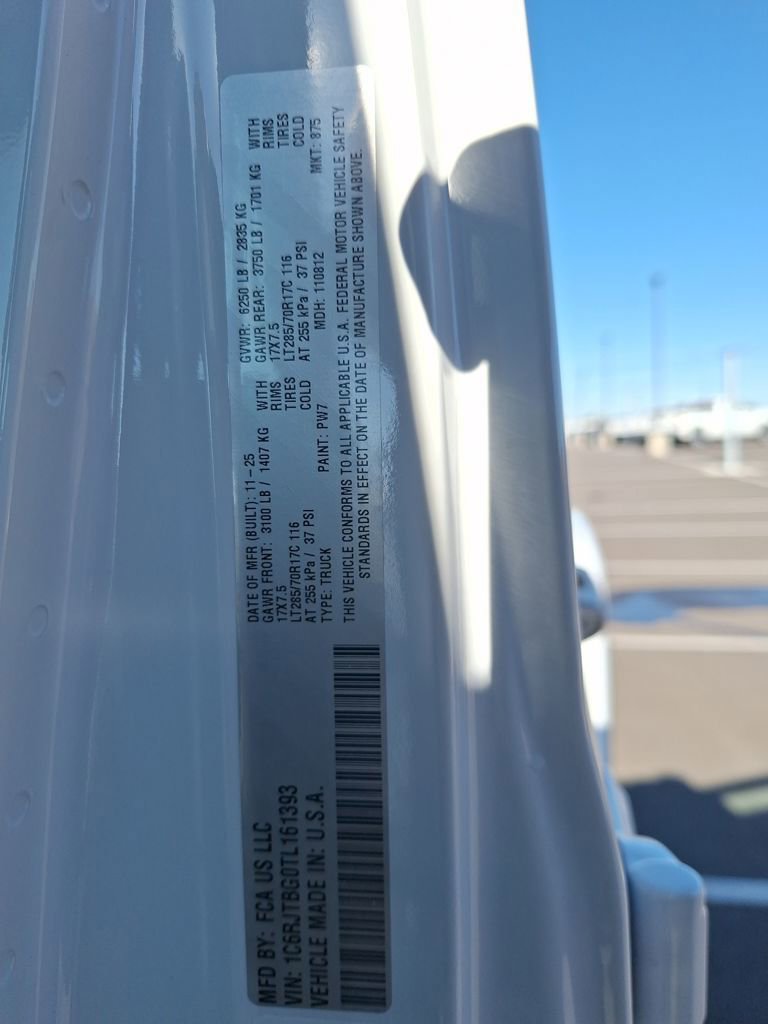 MFD BY: FCA US LLC
VIN: 1C6RJTBG0TL161393
VEHICLE MADE IN: U.S.A.
DATE OF MFR (BUILT): 11-25 GVWR: 6250 LB / 2835 KG
GAWR FRONT: 3100 LB / 1407 KG WITH GAWR REAR: 3750 LB / 1701 KG WITH
17X7.5 RIMS 17X7.5 RIMS
LT285/70R17C 116 TIRES LT285/70R17C 116 TIRES
AT 255 kPa / 37 PSI COLD AT 255 kPa / 37 PSI COLD
TYPE: TRUCK PAINT: PW7 MDH: 110812 MKT: 875
THIS VEHICLE CONFORMS TO ALL APPLICABLE U.S.A. FEDERAL MOTOR VEHICLE SAFETY
STANDARDS IN EFFECT ON THE DATE OF MANUFACTURE SHOWN ABOVE.